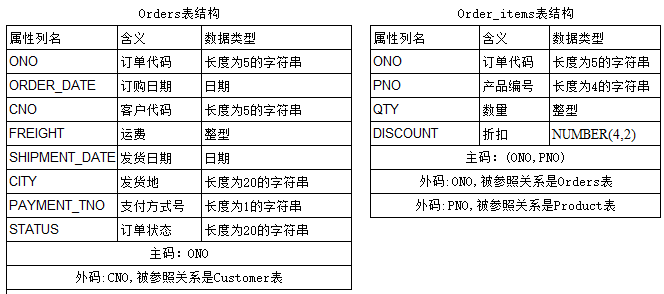 Orders表结构
属性列名 含义 数据类型
ONO 订单代码 长度为5的字符串
ORDER_DATE 订购日期 日期
CNO 客户代码 长度为5的字符串
FREIGHT 运费 整型
SHIPMENT_DATE 发货日期 日期
CITY 发货地 长度为20的字符串
PAYMENT_TNO 支付方式号 长度为1的字符串
STATUS 订单状态 长度为20的字符串
主码: ONO
外码:CNO,被参照关系是Customer表
Order_items表结构
属性列名 含义 数据类型
ONO 订单代码 长度为5的字符串
PNO 产品编号 长度为4的字符串
QTY 数量 整型
DISCOUNT 折扣 NUMBER(4,2)
主码:(ONO,PNO)
外码:ONO,被参照关系是Orders表
外码:PNO,被参照关系是Product表